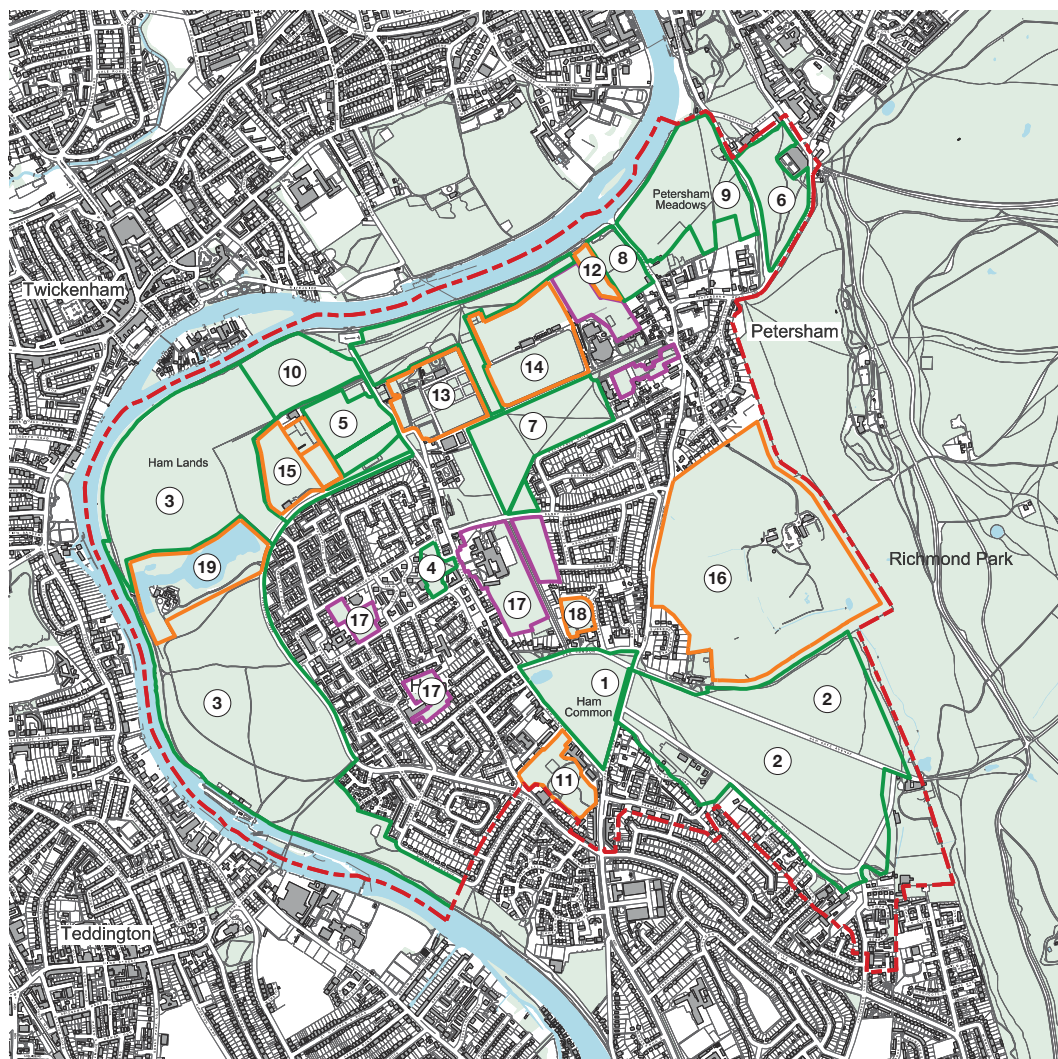 Petersham
Meadows
9
6
8
12
Twickenham
Petersham
10
14
13
5
7
Ham Lands
15
3
19
4
Richmond Park
16
17
18
17
1
17
Ham
Common
2
3
2
11
Teddington